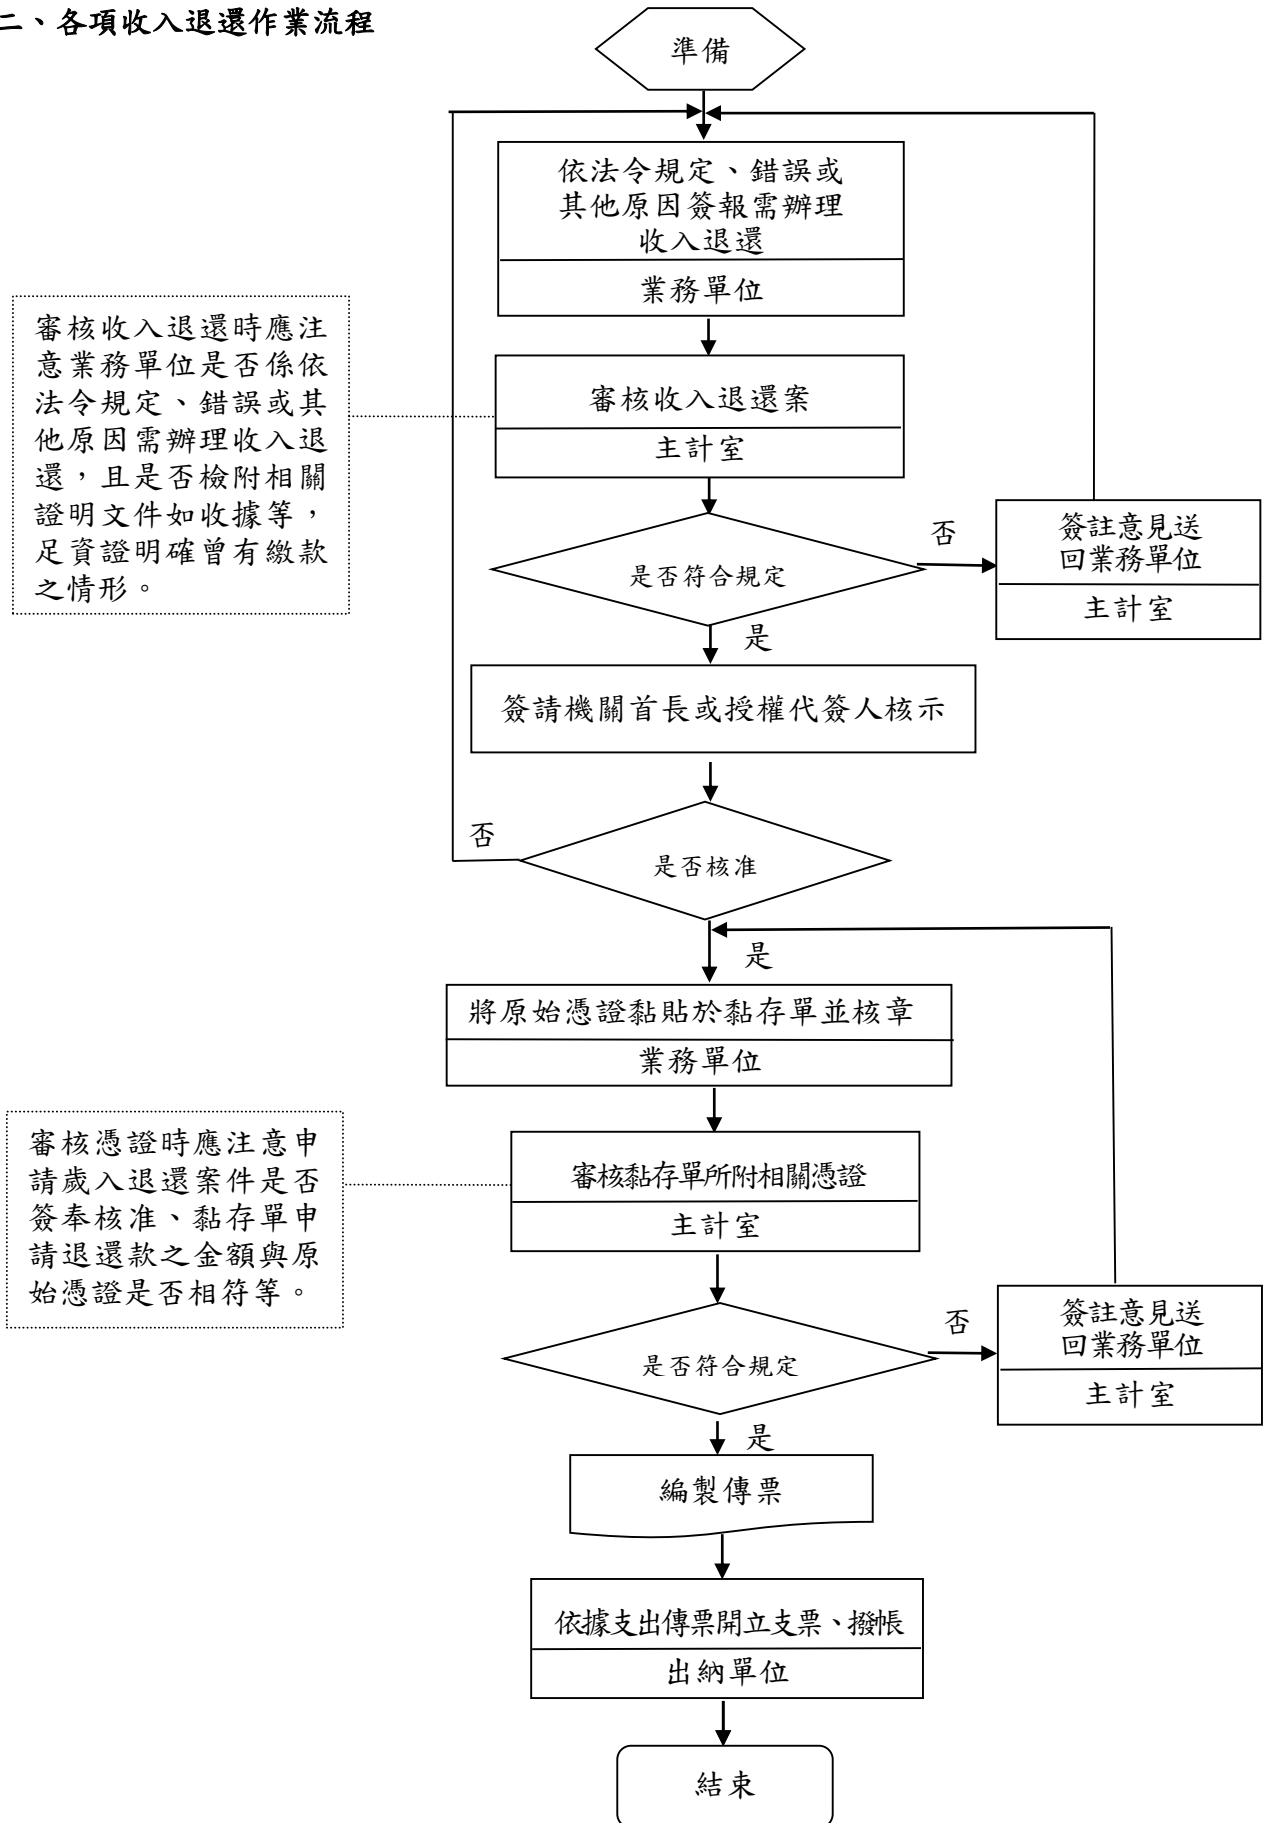 二、各項收入退還作業流程
準備
依法令規定、錯誤或
其他原因簽報需辦理
收入退還
業務單位
審核收入退還時應注
意業務單位是否係依
法令規定、錯誤或其
他原因需辦理收入退
還，且是否檢附相關
證明文件如收據等，
足資證明確曾有繳款
之情形。
審核收入退還案
主計室
是否符合規定
否
簽註意見送
回業務單位
主計室
是
簽請機關首長或授權代簽人核示
否
是否核准
是
將原始憑證黏貼於黏存單並核章
業務單位
審核憑證時應注意申
請歲入退還案件是否
簽奉核准、黏存單申
請退還款之金額與原
始憑證是否相符等。
審核黏存單所附相關憑證
主計室
是否符合規定
否
簽註意見送
回業務單位
主計室
是
編製傳票
依據支出傳票開立支票、撥帳
出納單位
結束